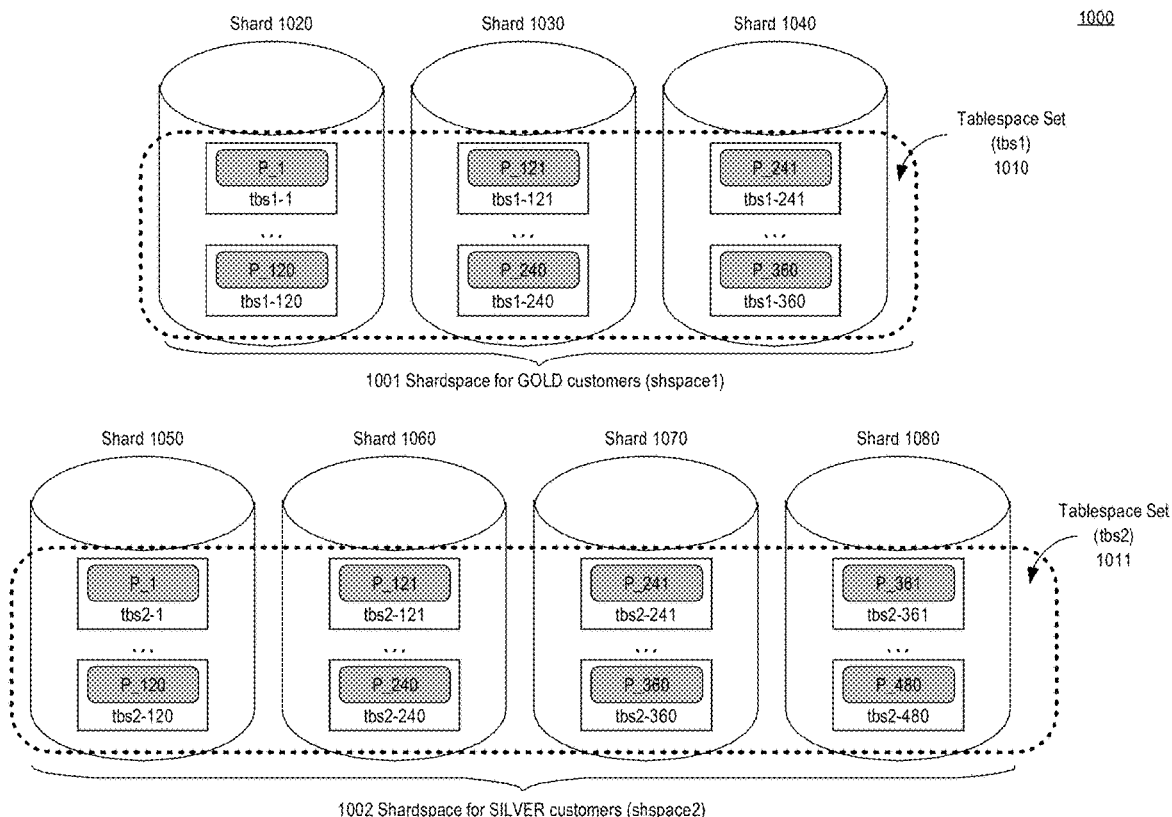 1000
Shard 1020
Shard 1030
Shard 1040
Tablespace Set
(tbs1)
1010
P_1
tbs1-1
...
P_120
tbs1-120
P_121
tbs1-121
...
P_240
tbs1-240
P_241
tbs1-241
...
P_360
tbs1-360
1001 Shardspace for GOLD customers (shspace1)
Shard 1050
Shard 1060
Shard 1070
Shard 1080
Tablespace Set
(tbs2)
1011
P_1
tbs2-1
...
P_120
tbs2-120
P_121
tbs2-121
...
P_240
tbs2-240
P_241
tbs2-241
...
P_360
tbs2-360
P_361
tbs2-361
...
P_480
tbs2-480
1002 Shardspace for SILVER customers (shspace2)